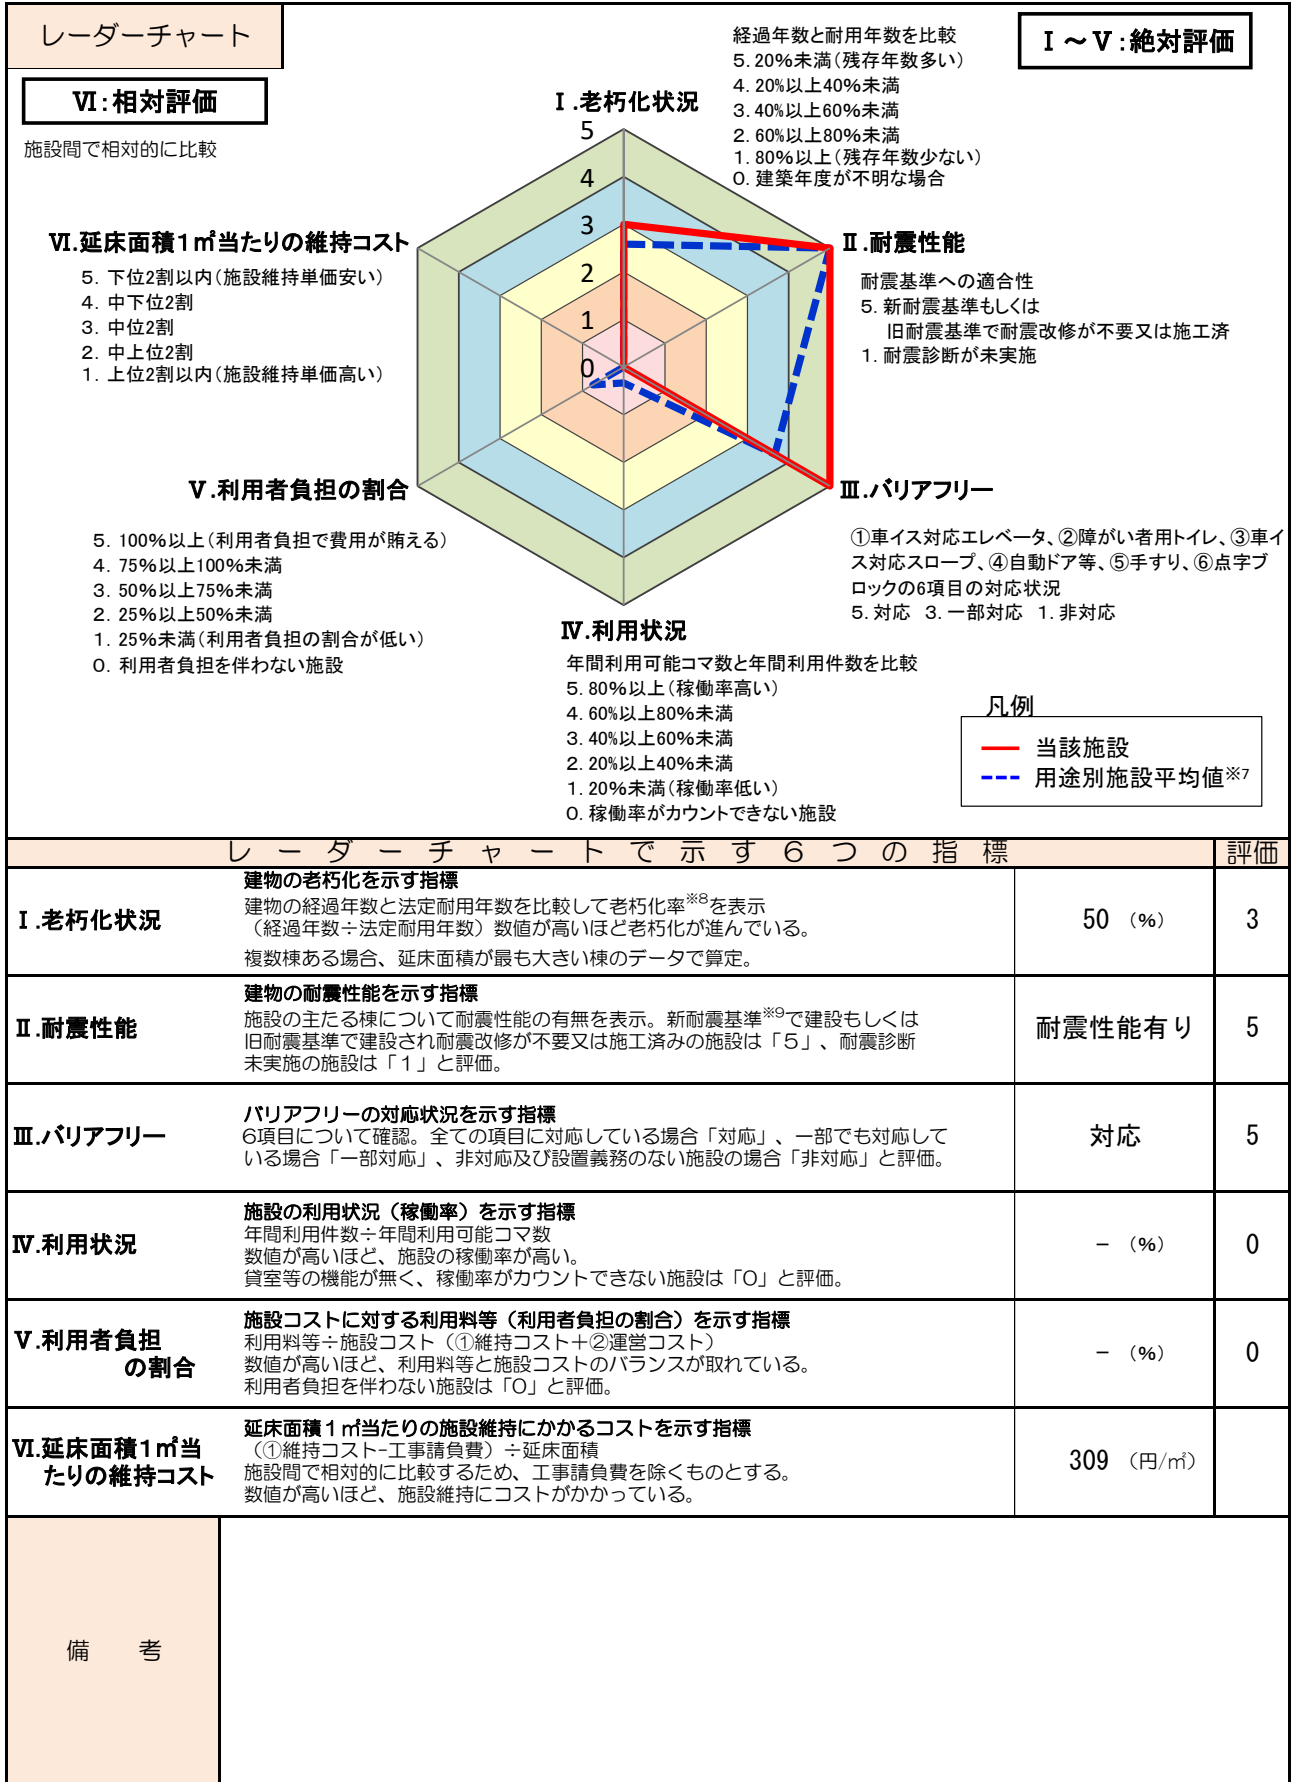 レーダーチャート
Ⅰ～Ⅴ:絶対評価
Ⅵ:相対評価
施設間で相対的に比較
経過年数と耐用年数を比較
5. 20%未満(残存年数多い)
4. 20%以上40%未満
3. 40%以上60%未満
2. 60%以上80%未満
1. 80%以上(残存年数少ない)
0. 建築年度が不明な場合
Ⅰ.老朽化状況
5
4
3
2
1
0
Ⅱ.耐震性能
耐震基準への適合性
5. 新耐震基準もしくは
旧耐震基準で耐震改修が不要又は施工済
1. 耐震診断が未実施
Ⅵ.延床面積1㎡当たりの維持コスト
5. 下位2割以内(施設維持単価安い)
4. 中下位2割
3. 中位2割
2. 中上位2割
1. 上位2割以内(施設維持単価高い)
Ⅴ.利用者負担の割合
5. 100%以上(利用者負担で費用が賄える)
4. 75%以上100%未満
3. 50%以上75%未満
2. 25%以上50%未満
1. 25%未満(利用者負担の割合が低い)
0. 利用者負担を伴わない施設
Ⅲ.バリアフリー
①車イス対応エレベータ、②障がい者用トイレ、③車イ
ス対応スロープ、④自動ドア等、⑤手すり、⑥点字ブ
ロックの6項目の対応状況
5. 対応 3. 一部対応 1. 非対応
Ⅳ.利用状況
年間利用可能コマ数と年間利用件数を比較
5. 80%以上(稼働率高い)
4. 60%以上80%未満
3. 40%以上60%未満
2. 20%以上40%未満
1. 20%未満(稼働率低い)
0. 稼働率がカウントできない施設
凡例
当該施設
用途別施設平均値※7
レーダーチャートで示す6つの指標 評価
Ⅰ.老朽化状況
建物の老朽化を示す指標
建物の経過年数と法定耐用年数を比較して老朽化率※8を表示
(経過年数÷法定耐用年数)数値が高いほど老朽化が進んでいる。
複数棟ある場合、延床面積が最も大きい棟のデータで算定。
50 (%) 3
Ⅱ.耐震性能
建物の耐震性能を示す指標
施設の主たる棟について耐震性能の有無を表示。新耐震基準※9で建設もしくは
旧耐震基準で建設され耐震改修が不要又は施工済みの施設は「5」、耐震診断
未実施の施設は「1」と評価。
耐震性能有り 5
Ⅲ.バリアフリー
バリアフリーの対応状況を示す指標
6項目について確認。全ての項目に対応している場合「対応」、一部でも対応して
いる場合「一部対応」、非対応及び設置義務のない施設の場合「非対応」と評価。
対応 5
Ⅳ.利用状況
施設の利用状況(稼働率)を示す指標
年間利用件数÷年間利用可能コマ数
数値が高いほど、施設の稼働率が高い。
貸室等の機能が無く、稼働率がカウントできない施設は「0」と評価。
- (%) 0
Ⅴ.利用者負担
の割合
施設コストに対する利用料等(利用者負担の割合)を示す指標
利用料等÷施設コスト(①維持コスト+②運営コスト)
数値が高いほど、利用料等と施設コストのバランスが取れている。
利用者負担を伴わない施設は「0」と評価。
- (%) 0
Ⅵ.延床面積1㎡当
たりの維持コスト
延床面積1㎡当たりの施設維持にかかるコストを示す指標
(①維持コスト-工事請負費)÷延床面積
施設間で相対的に比較するため、工事請負費を除くものとする。
数値が高いほど、施設維持にコストがかかっている。
309 (円/㎡)
備 考